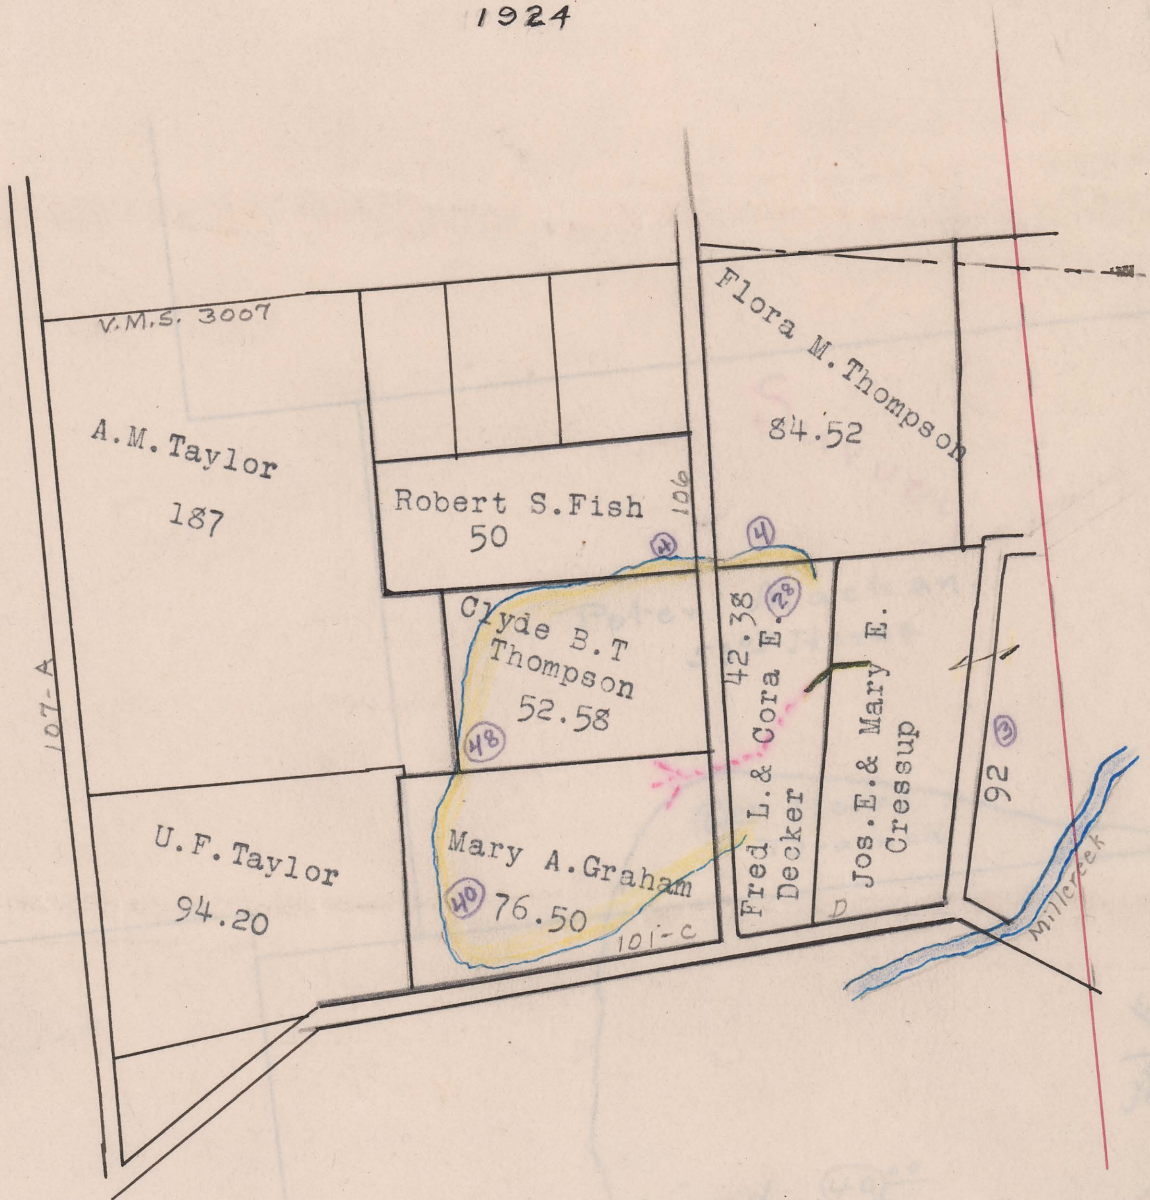 1924
V.M.S. 3007
Flora M. Thompson
84.52
A.M. Taylor
187
Robert S. Fish
50
106
4
4
Clyde B.T
Thompson
52.58
48
42.38
28
Fred L. & Cora E.
Decker
Jos. E. & Mary E.
Cressup
92
3
107-A
U.F. Taylor
94.20
Mary A. Graham
40
76.50
101-C
D
Millcreek